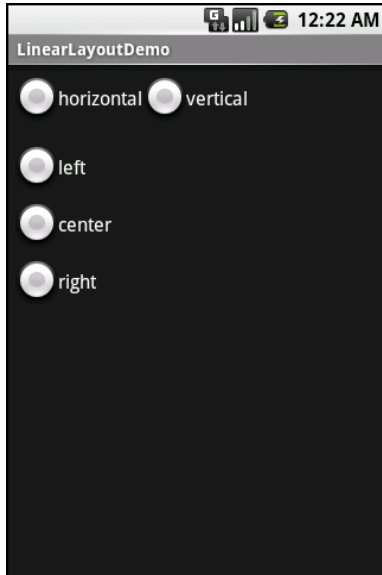 G 12:22 AM
LinearLayoutDemo
horizontal vertical
left
center
right